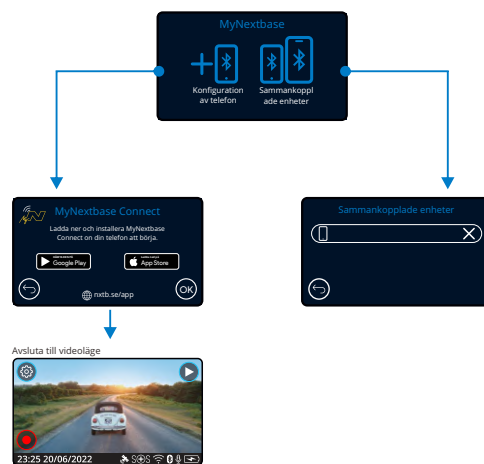 MyNextbase
Konfiguration
av telefon
Sammankoppl
ade enheter
MyNextbase Connect
Ladda ner och installera MyNextbase
Connect on din telefon att börja.
Google Play
App Store
nxtb.se/app
OK
Sammankopplade enheter
Avsluta till videoläge
23:25 20/06/2022
SOS